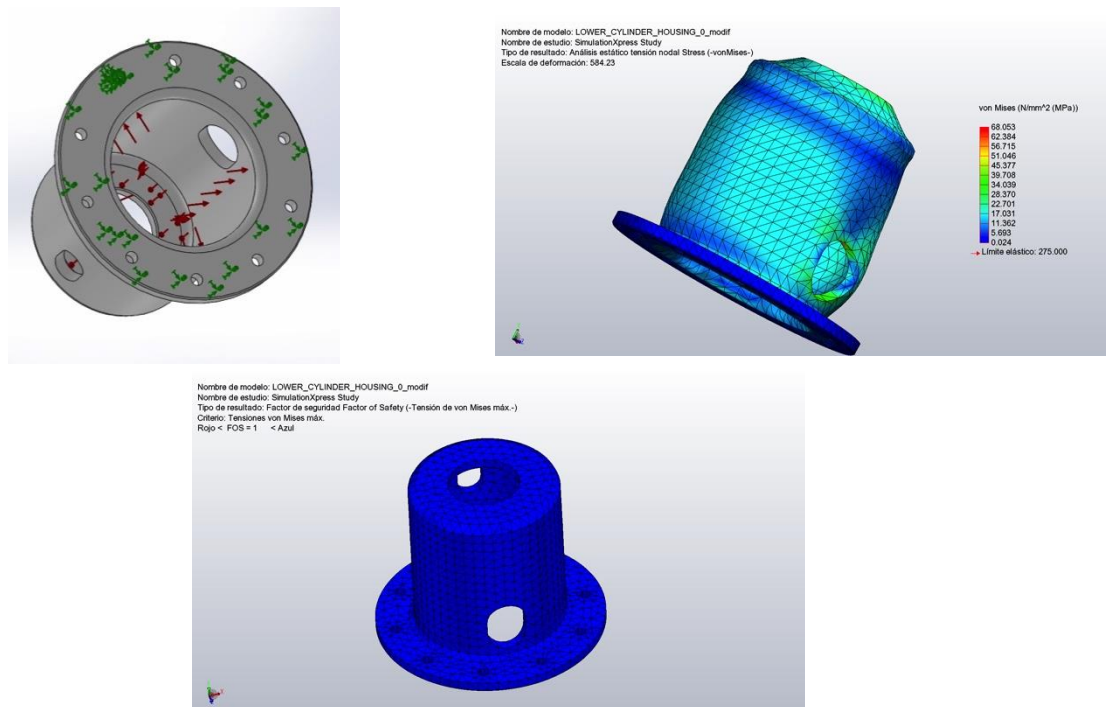 Nombre de modelo: LOWER_CYLINDER_HOUSING_0_modif
Nombre de estudio: SimulationXpress Study
Tipo de resultado: Análisis estático tensión nodal Stress (-vonMises-)
Escala de deformación: 584.23
von Mises (N/mm^2 (MPa))
68.053
62.384
56.715
51.046
45.377
39.708
34.039
28.370
22.701
17.031
11.362
5.693
0.024
Límite elástico: 275.000
Nombre de modelo: LOWER_CYLINDER_HOUSING_0_modif
Nombre de estudio: SimulationXpress Study
Tipo de resultado: Factor de seguridad Factor of Safety (-Tensión de von Mises máx.-)
Criterio: Tensiones von Mises máx.
Rojo < FOS = 1 < Azul